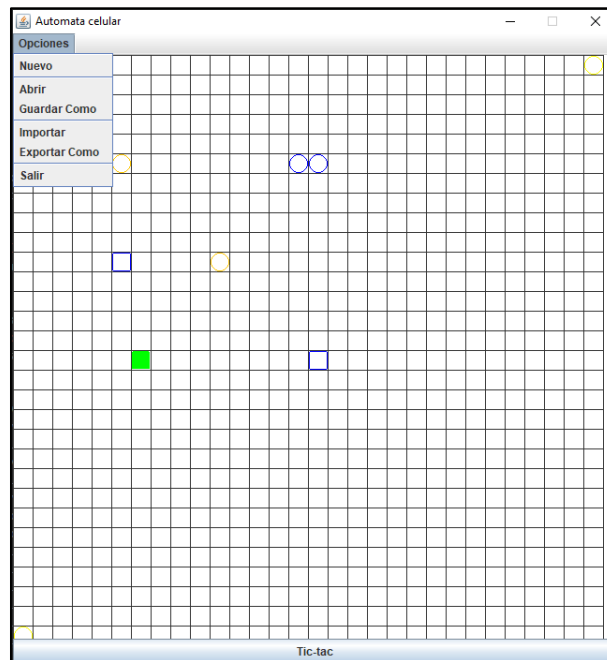 Automata celular
Opciones
Nuevo
Abrir
Guardar Como
Importar
Exportar Como
Salir
Tic-tac